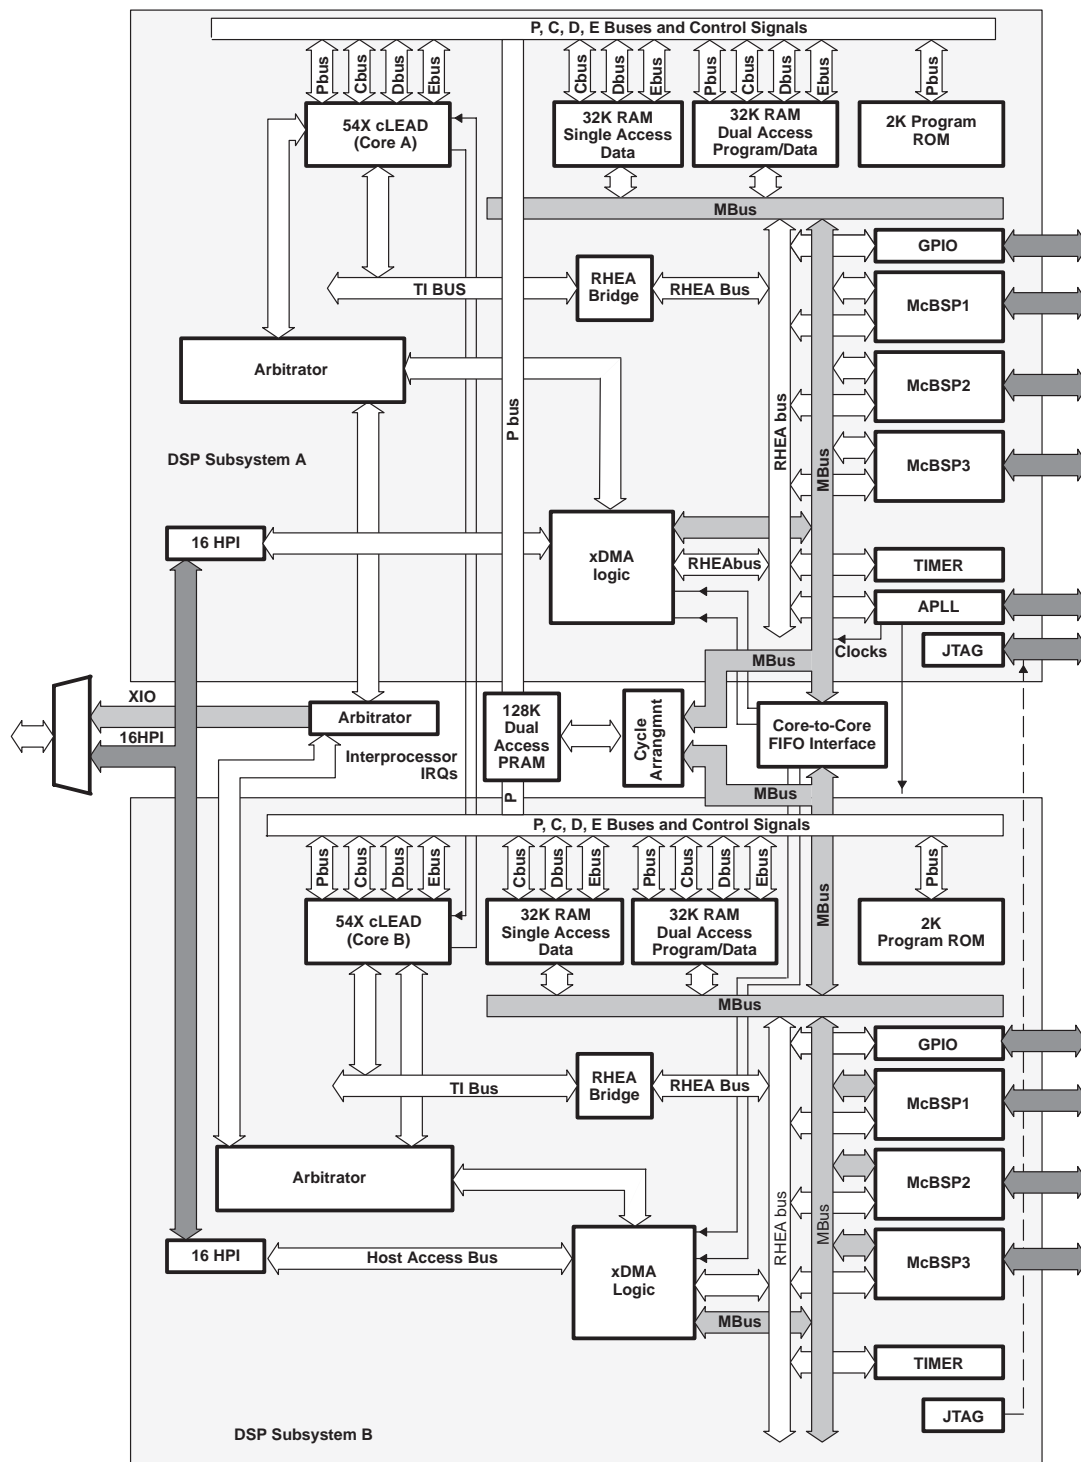 P, C, D, E Buses and Control Signals
Pbus
Cbus
Dbus
Ebus
Cbus
Dbus
Ebus
Pbus
Cbus
Dbus
Ebus
Pbus
54X cLEAD
(Core A)
32K RAM
Single Access
Data
32K RAM
Dual Access
Program/Data
2K Program
ROM
MBus
GPIO
TI BUS
RHEA
Bridge
RHEA Bus
McBSP1
Arbitrator
P bus
RHEA bus
MBus
McBSP2
McBSP3
DSP Subsystem A
16 HPI
xDMA
logic
RHEAbus
TIMER
APLL
Clocks
JTAG
MBus
XIO
16HPI
Arbitrator
Interprocessor
IRQs
128K
Dual
Access
PRAM
Cycle
Arrangmnt
Core-to-Core
FIFO Interface
MBus
P
P, C, D, E Buses and Control Signals
Pbus
Cbus
Dbus
Ebus
Cbus
Dbus
Ebus
Pbus
Cbus
Dbus
Ebus
MBus
Pbus
54X cLEAD
(Core B)
32K RAM
Single Access
Data
32K RAM
Dual Access
Program/Data
2K
Program ROM
MBus
GPIO
TI Bus
RHEA
Bridge
RHEA Bus
McBSP1
Arbitrator
McBSP2
RHEA bus
MBus
16 HPI
Host Access Bus
xDMA
Logic
McBSP3
MBus
TIMER
JTAG
DSP Subsystem B